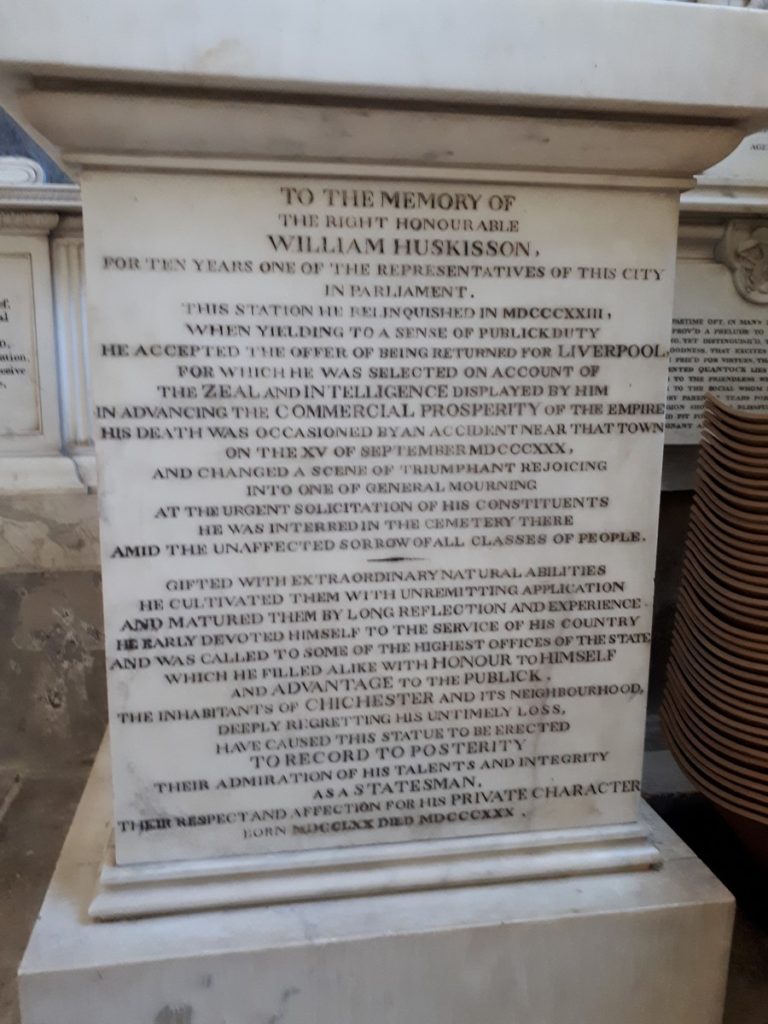 TO THE MEMORY OF
THE RIGHT HONOURABLE
WILLIAM HUSKISSON,
FOR TEN YEARS ONE OF THE REPRESENTATIVES OF THIS CITY
IN PARLIAMENT.
THIS STATION HE RELINQUISHED IN MDCCCXXIII,
WHEN YIELDING TO A SENSE OF PUBLICK DUTY
HE ACCEPTED THE OFFER OF BEING RETURNED FOR LIVERPOOL,
FOR WHICH HE WAS SELECTED ON ACCOUNT OF
THE ZEAL AND INTELLIGENCE DISPLAYED BY HIM
IN ADVANCING THE COMMERCIAL PROSPERITY OF THE EMPIRE
HIS DEATH WAS OCCASIONED BY AN ACCIDENT NEAR THAT TOWN
ON THE XV OF SEPTEMBER MDCCCXXX,
AND CHANGED A SCENE OF TRIUMPHANT REJOICING
INTO ONE OF GENERAL MOURNING
AT THE URGENT SOLICITATION OF HIS CONSTITUENTS
HE WAS INTERRED IN THE CEMETERY THERE
AMID THE UNAFFECTED SORROW OF ALL CLASSES OF PEOPLE.
GIFTED WITH EXTRAORDINARY NATURAL ABILITIES
HE CULTIVATED THEM WITH UNREMITTING APPLICATION
AND MATURED THEM BY LONG REFLECTION AND EXPERIENCE.
HE EARLY DEVOTED HIMSELF TO THE SERVICE OF HIS COUNTRY
AND WAS CALLED TO SOME OF THE HIGHEST OFFICES OF THE STATE
WHICH HE FILLED ALIKE WITH HONOUR TO HIMSELF
AND ADVANTAGE TO THE PUBLICK.
THE INHABITANTS OF CHICHESTER AND ITS NEIGHBOURHOOD,
DEEPLY REGRETTING HIS UNTIMELY LOSS,
HAVE CAUSED THIS STATUE TO BE ERECTED
TO RECORD TO POSTERITY
THEIR ADMIRATION OF HIS TALENTS AND INTEGRITY
AS A STATESMAN,
THEIR RESPECT AND AFFECTION FOR HIS PRIVATE CHARACTER
BORN MDCCLXX DIED MDCCCXXX.